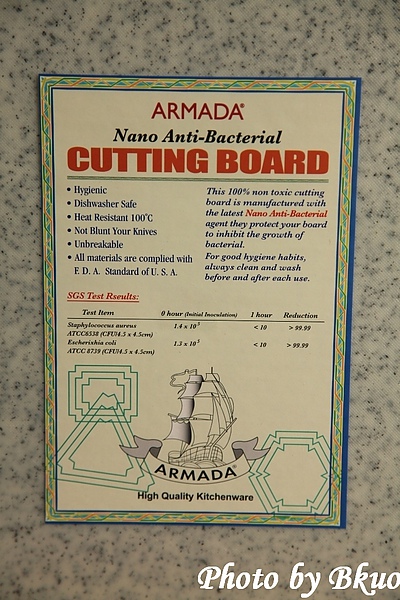 ARMADA®
Nano Anti-Bacterial
CUTTING BOARD
• Hygienic
• Dishwasher Safe
• Heat Resistant 100°C
• Not Blunt Your Knives
• Unbreakable
• All materials are complied with
F. D. A. Standard of U. S. A.
This 100% non toxic cutting
board is manufactured with
the latest Nano Anti-Bacterial
agent they protect your board
to inhibit the growth of
bacterial.
For good hygiene habits,
always clean and wash
before and after each use.
SGS Test Rseults:
Test Item 0 hour (Initial Inoculation) 1 hour Reduction
Staphylococcus aureus 1.4 x 10⁵ < 10 > 99.99
ATCC6538 (CFU/4.5 x 4.5cm)
Escherishia coli 1.3 x 10⁵ < 10 > 99.99
ATCC 8739 (CFU/4.5 x 4.5cm)
ARMADA®
High Quality Kitchenware
Photo by Bkuo